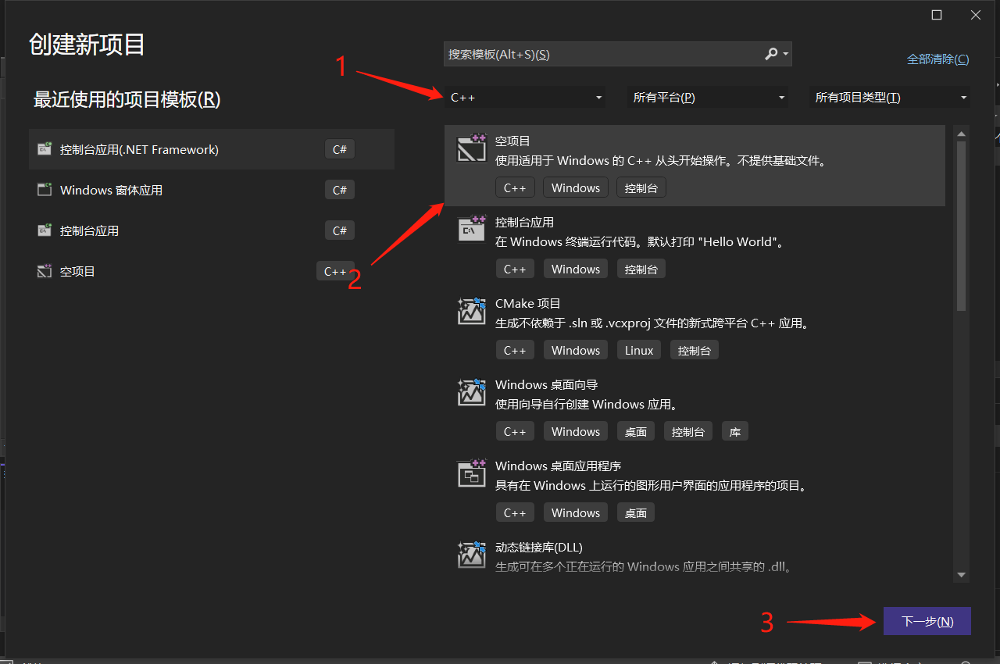 创建新项目
搜索模板(Alt+S)(S)
全部清除(C)
1
最近使用的项目模板(R)
C++
所有平台(P)
所有项目类型(T)
控制台应用(.NET Framework)
C#
Windows 窗体应用
C#
控制台应用
C#
空项目
C++
2
空项目
使用适用于 Windows 的 C++ 从头开始操作。不提供基础文件。
C++ Windows 控制台
控制台应用
在 Windows 终端运行代码。默认打印 "Hello World"。
C++ Windows 控制台
CMake 项目
生成不依赖于 .sln 或 .vcxproj 文件的新式跨平台 C++ 应用。
C++ Windows Linux 控制台
Windows 桌面向导
使用向导自行创建 Windows 应用。
C++ Windows 桌面 控制台 库
Windows 桌面应用程序
具有在 Windows 上运行的图形用户界面的应用程序的项目。
C++ Windows 桌面
动态链接库(DLL)
生成可在多个正在运行的 Windows 应用之间共享的 .dll。
3
下一步(N)